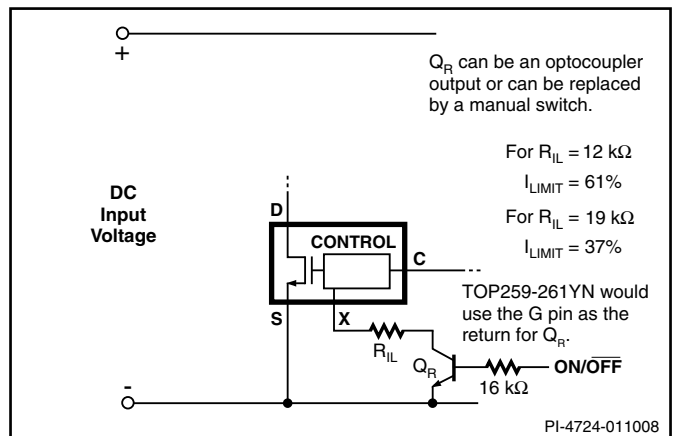 +
Q_R can be an optocoupler
output or can be replaced
by a manual switch.
For R_IL = 12 kΩ
I_LIMIT = 61%
For R_IL = 19 kΩ
I_LIMIT = 37%
DC
Input
Voltage
D
CONTROL
C
TOP259-261YN would
use the G pin as the
return for Q_R.
S
X
R_IL
Q_R
ON/O̅F̅F̅
16 kΩ
-
PI-4724-011008